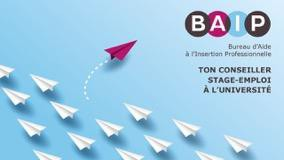 BAIP
Bureau d'Aide
à l'Insertion Professionnelle
TON CONSEILLER
STAGE-EMPLOI
À L'UNIVERSITÉ